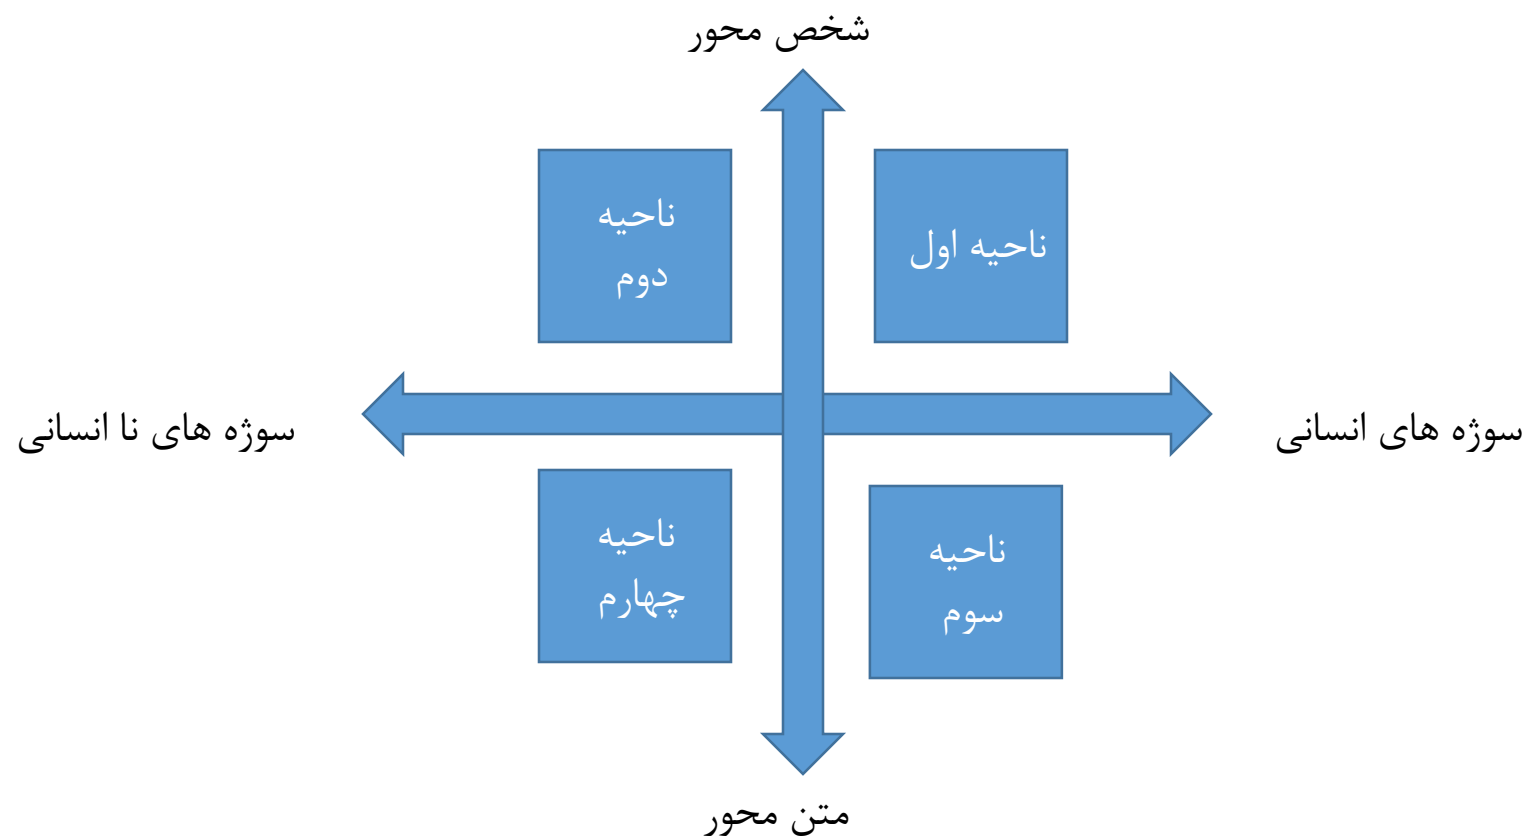 شخص محور
ناحیه اول
ناحیه
دوم
سوژه های انسانی
سوژه های نا انسانی
ناحیه
سوم
ناحیه
چهارم
متن محور